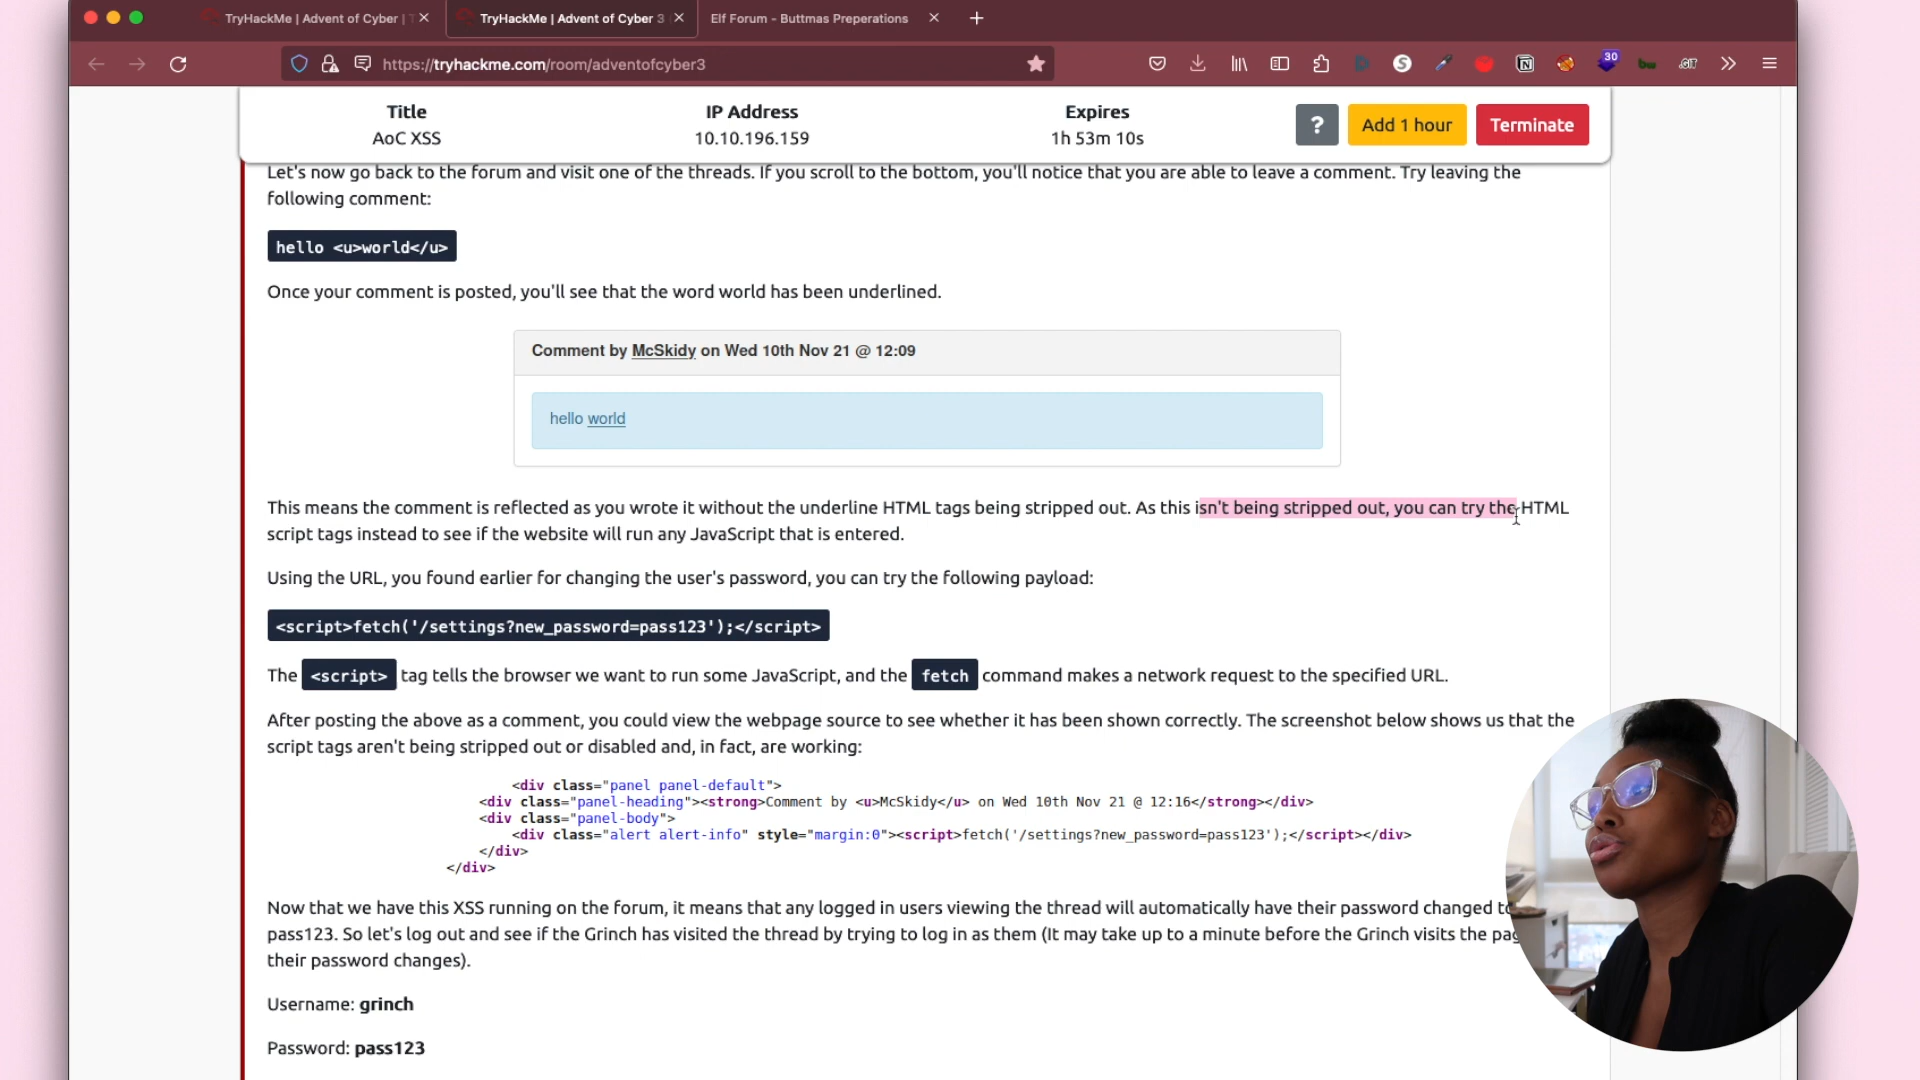 TryHackMe | Advent of Cyber | T
TryHackMe | Advent of Cyber 3
Elf Forum - Buttmas Preperations
https://tryhackme.com/room/adventofcyber3
30
Title
AoC XSS
IP Address
10.10.196.159
Expires
1h 53m 10s
?
Add 1 hour
Terminate
Let's now go back to the forum and visit one of the threads. If you scroll to the bottom, you'll notice that you are able to leave a comment. Try leaving the
following comment:
hello <u>world</u>
Once your comment is posted, you'll see that the word world has been underlined.
Comment by McSkidy on Wed 10th Nov 21 @ 12:09
hello world
This means the comment is reflected as you wrote it without the underline HTML tags being stripped out. As this isn't being stripped out, you can try the HTML
script tags instead to see if the website will run any JavaScript that is entered.
Using the URL, you found earlier for changing the user's password, you can try the following payload:
<script>fetch('/settings?new_password=pass123');</script>
The <script> tag tells the browser we want to run some JavaScript, and the fetch command makes a network request to the specified URL.
After posting the above as a comment, you could view the webpage source to see whether it has been shown correctly. The screenshot below shows us that the
script tags aren't being stripped out or disabled and, in fact, are working:
<div class="panel panel-default">
<div class="panel-heading"><strong>Comment by <u>McSkidy</u> on Wed 10th Nov 21 @ 12:16</strong></div>
<div class="panel-body">
<div class="alert alert-info" style="margin:0"><script>fetch('/settings?new_password=pass123');</script></div>
</div>
</div>
Now that we have this XSS running on the forum, it means that any logged in users viewing the thread will automatically have their password changed to
pass123. So let's log out and see if the Grinch has visited the thread by trying to log in as them (It may take up to a minute before the Grinch visits the pag
their password changes).
Username: grinch
Password: pass123